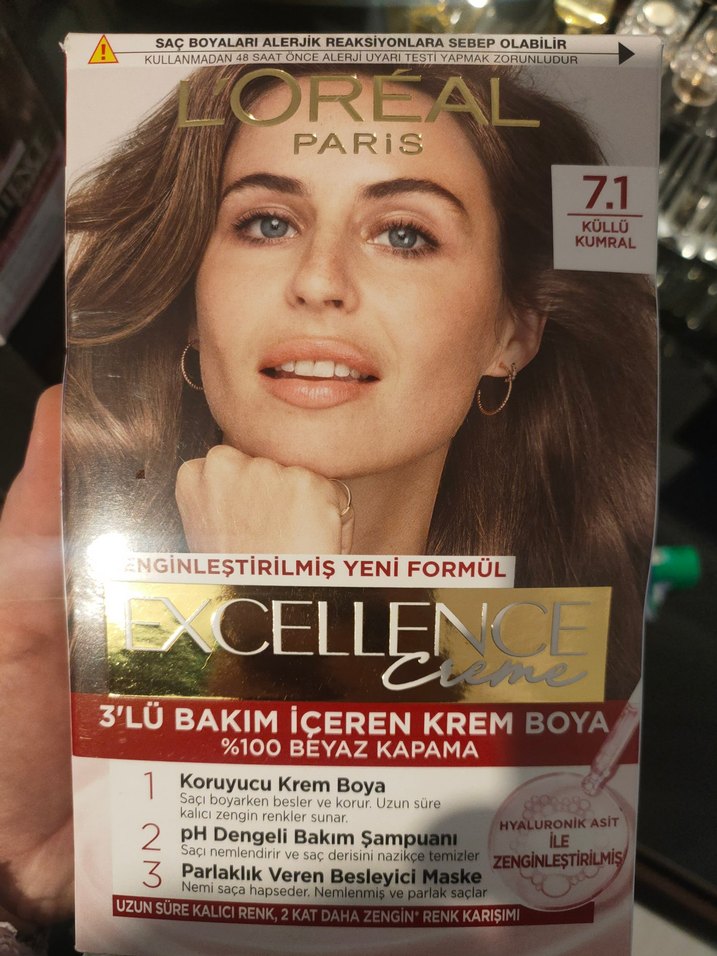 SAÇ BOYALARI ALERJİK REAKSİYONLARA SEBEP OLABİLİR
KULLANMADAN 48 SAAT ÖNCE ALERJİ UYARI TESTİ YAPMAK ZORUNLUDUR
L'ORÉAL
PARiS
7.1
KÜLLÜ
KUMRAL
ENGİNLEŞTİRİLMİŞ YENİ FORMÜL
EXCELLENCE
Creme
3'LÜ BAKIM İÇEREN KREM BOYA
%100 BEYAZ KAPAMA
1 Koruyucu Krem Boya
Saçı boyarken besler ve korur. Uzun süre
kalıcı zengin renkler sunar.
2 pH Dengeli Bakım Şampuanı
Saçı nemlendirir ve saç derisini nazikçe temizler
3 Parlaklık Veren Besleyici Maske
Nemi saça hapseder. Nemlenmiş ve parlak saçlar
HYALURONİK ASİT
İLE
ZENGİNLEŞTİRİLMİŞ
UZUN SÜRE KALICI RENK, 2 KAT DAHA ZENGİN* RENK KARIŞIMI